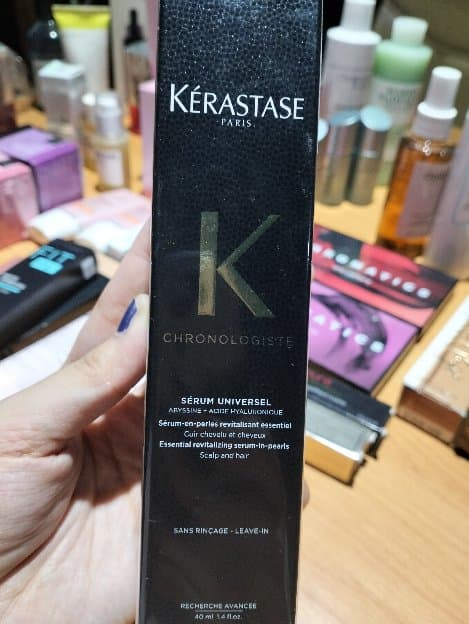 KÉRASTASE
PARIS
K
CHRONOLOGISTE
SÉRUM UNIVERSEL
ABYSSINE + ACIDE HYALURONIQUE
Sérum-en-perles revitalisant essentiel
Cuir chevelu et cheveux
Essential revitalizing serum-in-pearls
Scalp and hair
SANS RINÇAGE - LEAVE-IN
RECHERCHE AVANCÉE
40 ml 1.4 fl.oz.